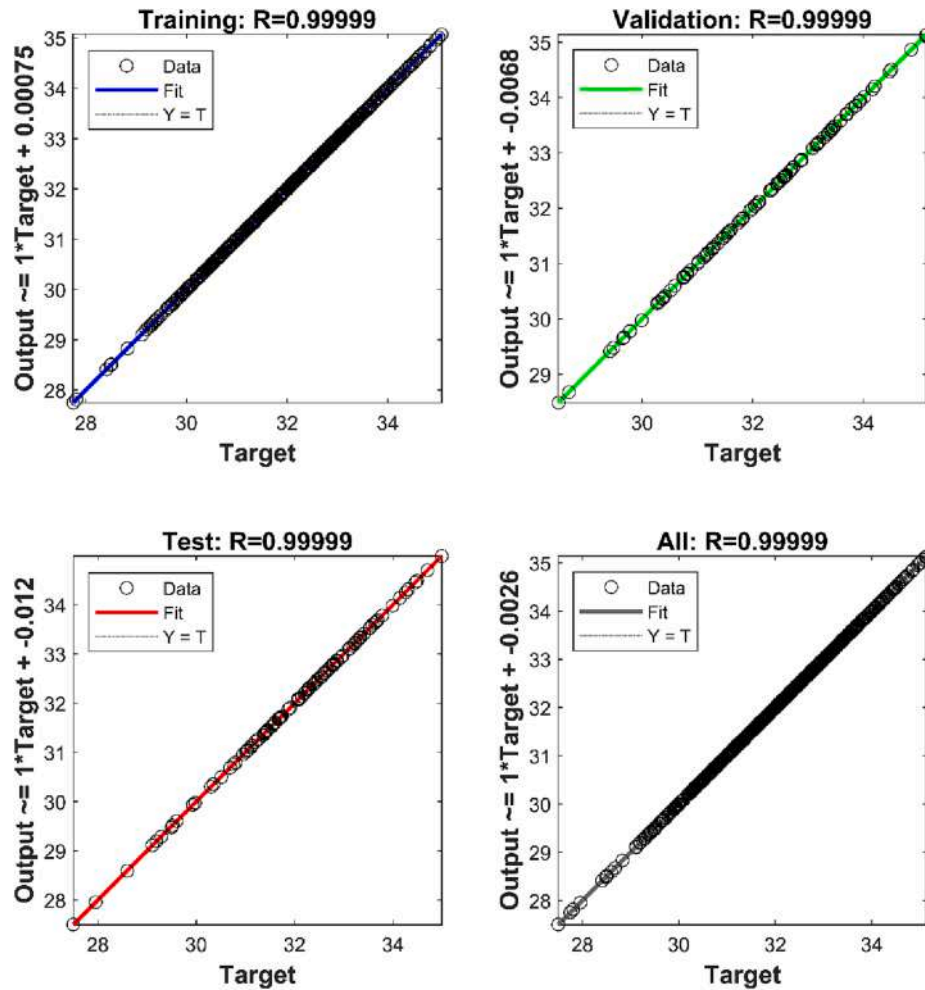 Training: R=0.99999
Output ~= 1*Target + 0.00075
35
34
33
32
31
30
29
28
Data
Fit
Y = T
28 30 32 34
Target
Validation: R=0.99999
Output ~= 1*Target + -0.0068
35
34
33
32
31
30
29
Data
Fit
Y = T
30 32 34
Target
Test: R=0.99999
Output ~= 1*Target + -0.012
34
33
32
31
30
29
28
Data
Fit
Y = T
28 30 32 34
Target
All: R=0.99999
Output ~= 1*Target + -0.0026
35
34
33
32
31
30
29
28
Data
Fit
Y = T
28 30 32 34
Target